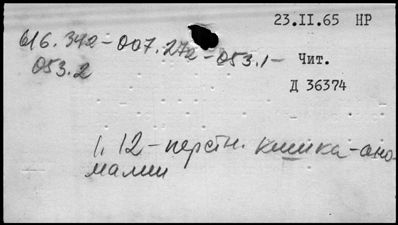 23.II.65 НР
616.342-007.272-053.1-
053.2
Чит.
Д 36374
1. 12-перстн. кишка-ано-
малии